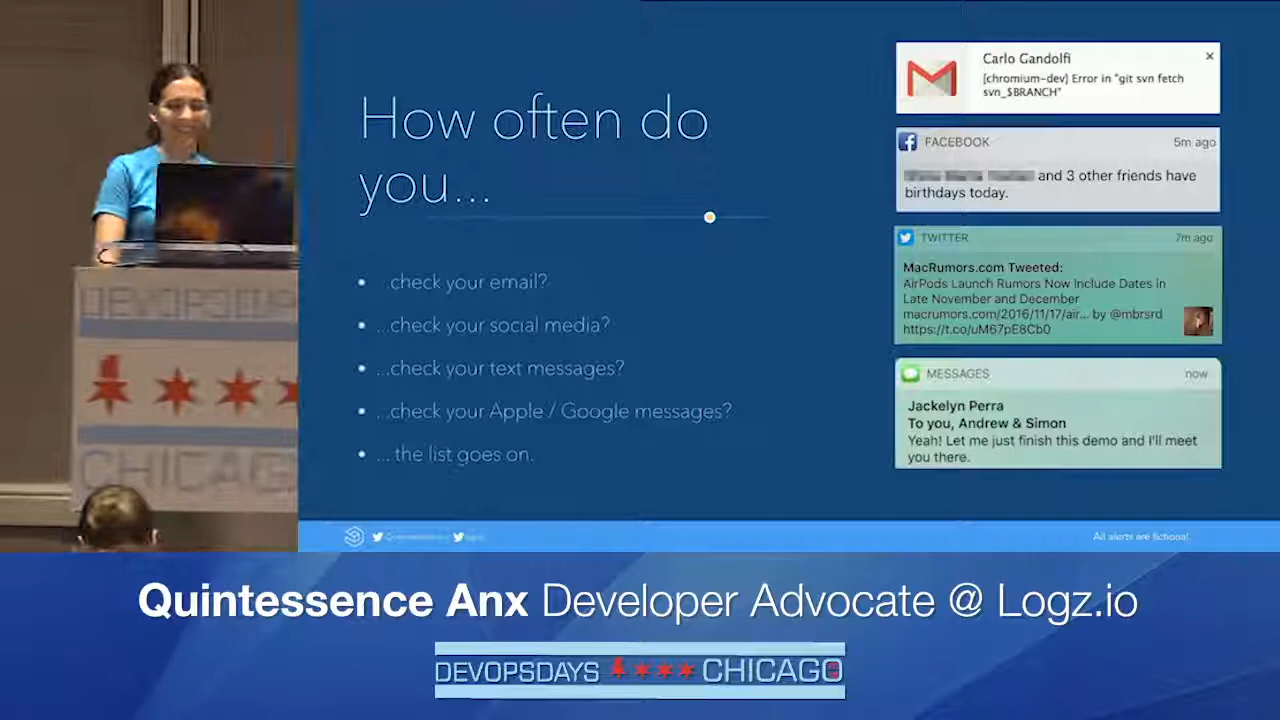 How often do
you...
...check your email?
...check your social media?
...check your text messages?
...check your Apple / Google messages?
... the list goes on.
Carlo Gandolfi
[chromium-dev] Error in "git svn fetch
svn_$BRANCH"
FACEBOOK 5m ago
and 3 other friends have
birthdays today.
TWITTER 7m ago
MacRumors.com Tweeted:
AirPods Launch Rumors Now Include Dates in
Late November and December
macrumors.com/2016/11/17/air... by @mbrsrd
https://t.co/uM67pE8Cb0
MESSAGES now
Jackelyn Perra
To you, Andrew & Simon
Yeah! Let me just finish this demo and I'll meet
you there.
All alerts are fictional.
DEVOPSDAYS
CHICAGO
Quintessence Anx Developer Advocate @ Logz.io
DEVOPSDAYS CHICAGO